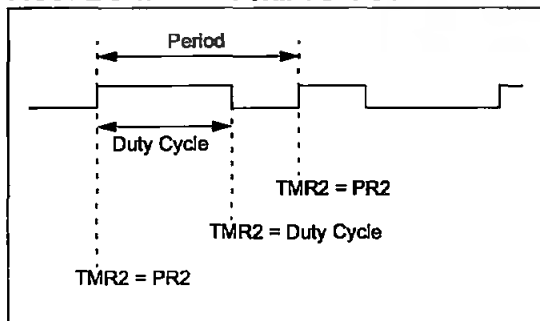 Period
Duty Cycle
TMR2 = PR2
TMR2 = Duty Cycle
TMR2 = PR2